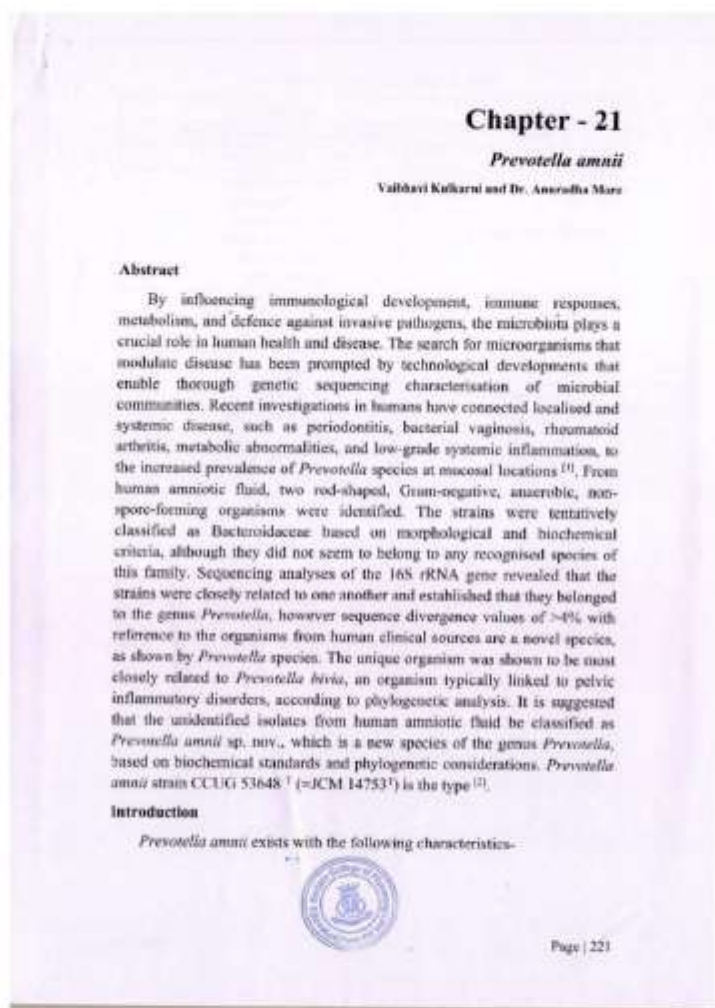 Chapter - 21
Prevotella amnii
Vaibhavi Kulkarni and Dr. Anuradha More
Abstract
By influencing immunological development, immune responses,
metabolism, and defence against invasive pathogens, the microbiota plays a
crucial role in human health and disease. The search for microorganisms that
modulate disease has been prompted by technological developments that
enable thorough genetic sequencing characterisation of microbial
communities. Recent investigations in humans have connected localised and
systemic disease, such as periodontitis, bacterial vaginosis, rheumatoid
arthritis, metabolic abnormalities, and low-grade systemic inflammation, to
the increased prevalence of Prevotella species at mucosal locations [1]. From
human amniotic fluid, two rod-shaped, Gram-negative, anaerobic, non-
spore-forming organisms were identified. The strains were tentatively
classified as Bacteroidaceae based on morphological and biochemical
criteria, although they did not seem to belong to any recognised species of
this family. Sequencing analyses of the 16S rRNA gene revealed that the
strains were closely related to one another and established that they belonged
to the genus Prevotella, however sequence divergence values of >4% with
reference to the organisms from human clinical sources are a novel species,
as shown by Prevotella species. The unique organism was shown to be most
closely related to Prevotella bivia, an organism typically linked to pelvic
inflammatory disorders, according to phylogenetic analysis. It is suggested
that the unidentified isolates from human amniotic fluid be classified as
Prevotella amnii sp. nov., which is a new species of the genus Prevotella,
based on biochemical standards and phylogenetic considerations. Prevotella
amnii strain CCUG 53648 T (=JCM 14753T) is the type [2].
Introduction
Prevotella amnii exists with the following characteristics-
Page | 221